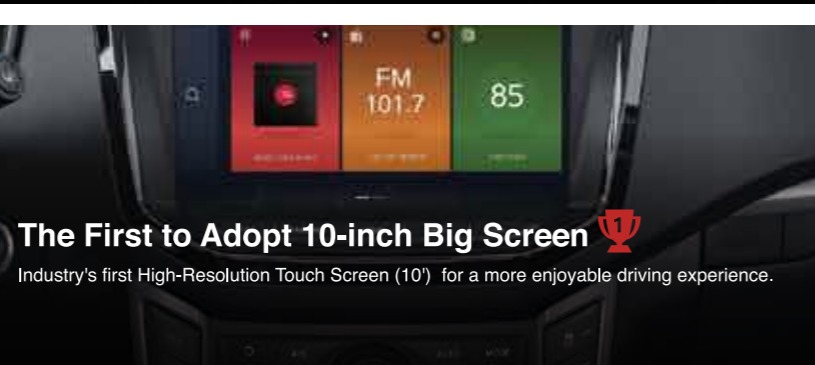 FM
101.7
85
The First to Adopt 10-inch Big Screen
1
Industry's first High-Resolution Touch Screen (10')  for a more enjoyable driving experience.